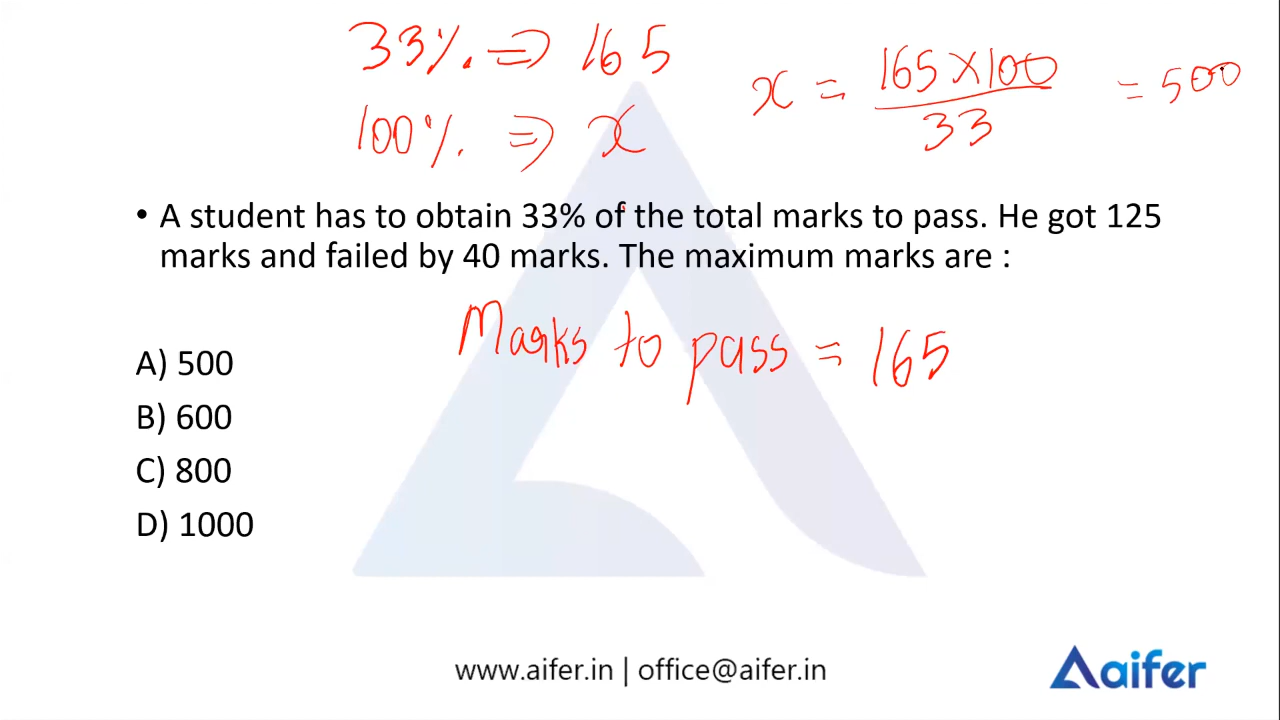 33% ⇒ 165
100% ⇒ x
x = 165×100 / 33 = 500
• A student has to obtain 33% of the total marks to pass. He got 125
marks and failed by 40 marks. The maximum marks are :
Marks to pass = 165
A) 500
B) 600
C) 800
D) 1000
www.aifer.in | office@aifer.in
aifer